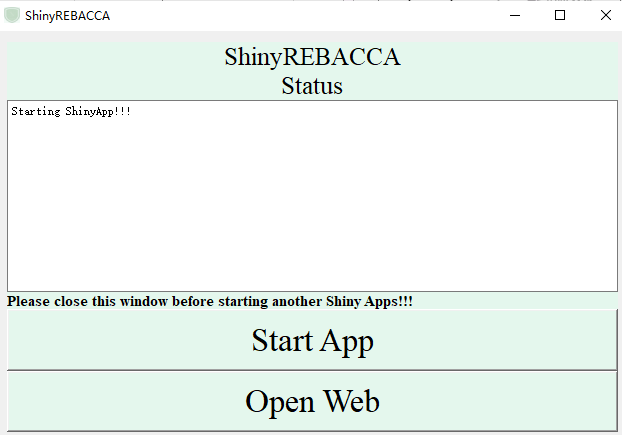 ShinyREBACCA
ShinyREBACCA
Status
Starting ShinyApp!!!
Please close this window before starting another Shiny Apps!!!
Start App
Open Web